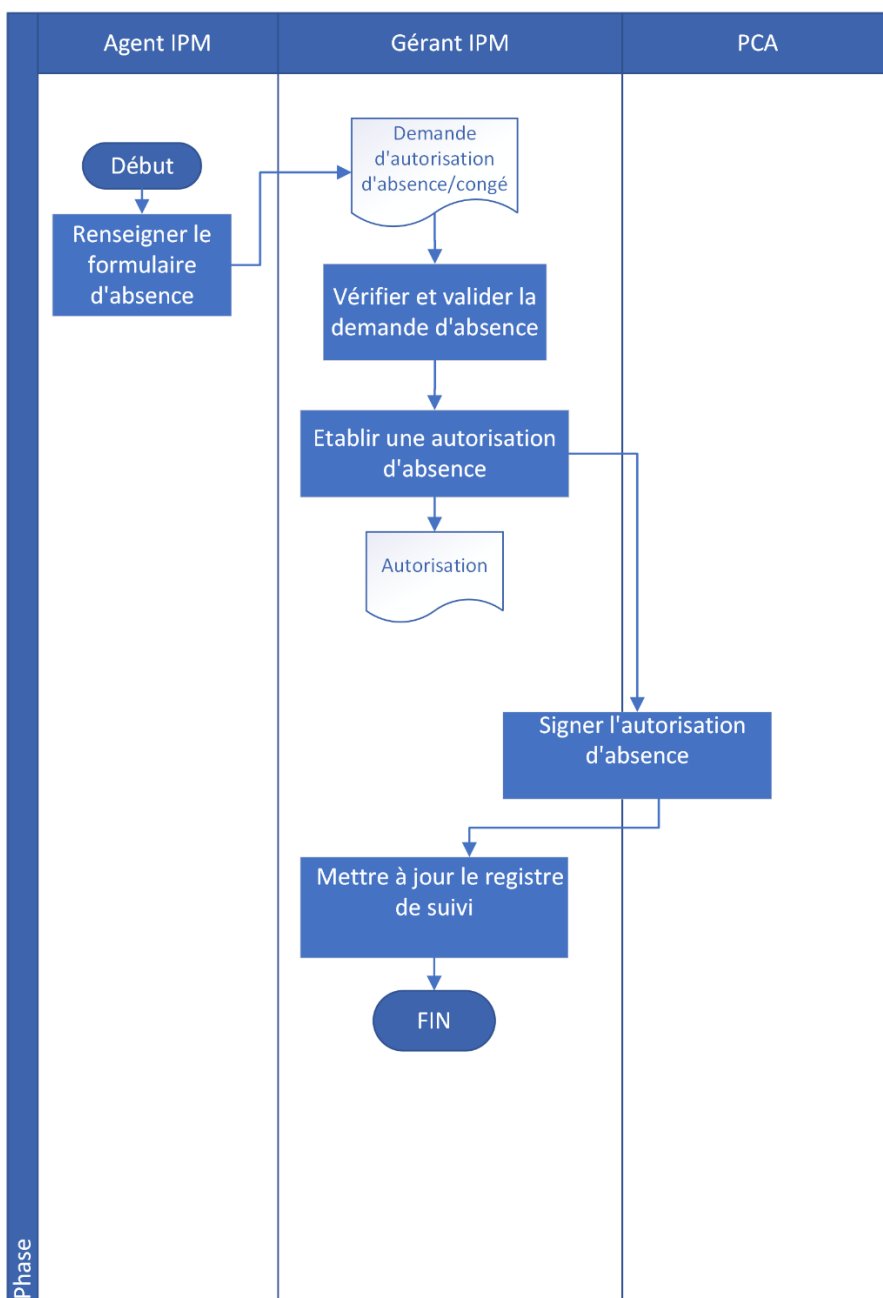 Agent IPM
Gérant IPM
PCA
Début
Demande
d'autorisation
d'absence/congé
Renseigner le
formulaire
d'absence
Vérifier et valider la
demande d'absence
Etablir une autorisation
d'absence
Autorisation
Signer l'autorisation
d'absence
Mettre à jour le registre
de suivi
FIN
Phase